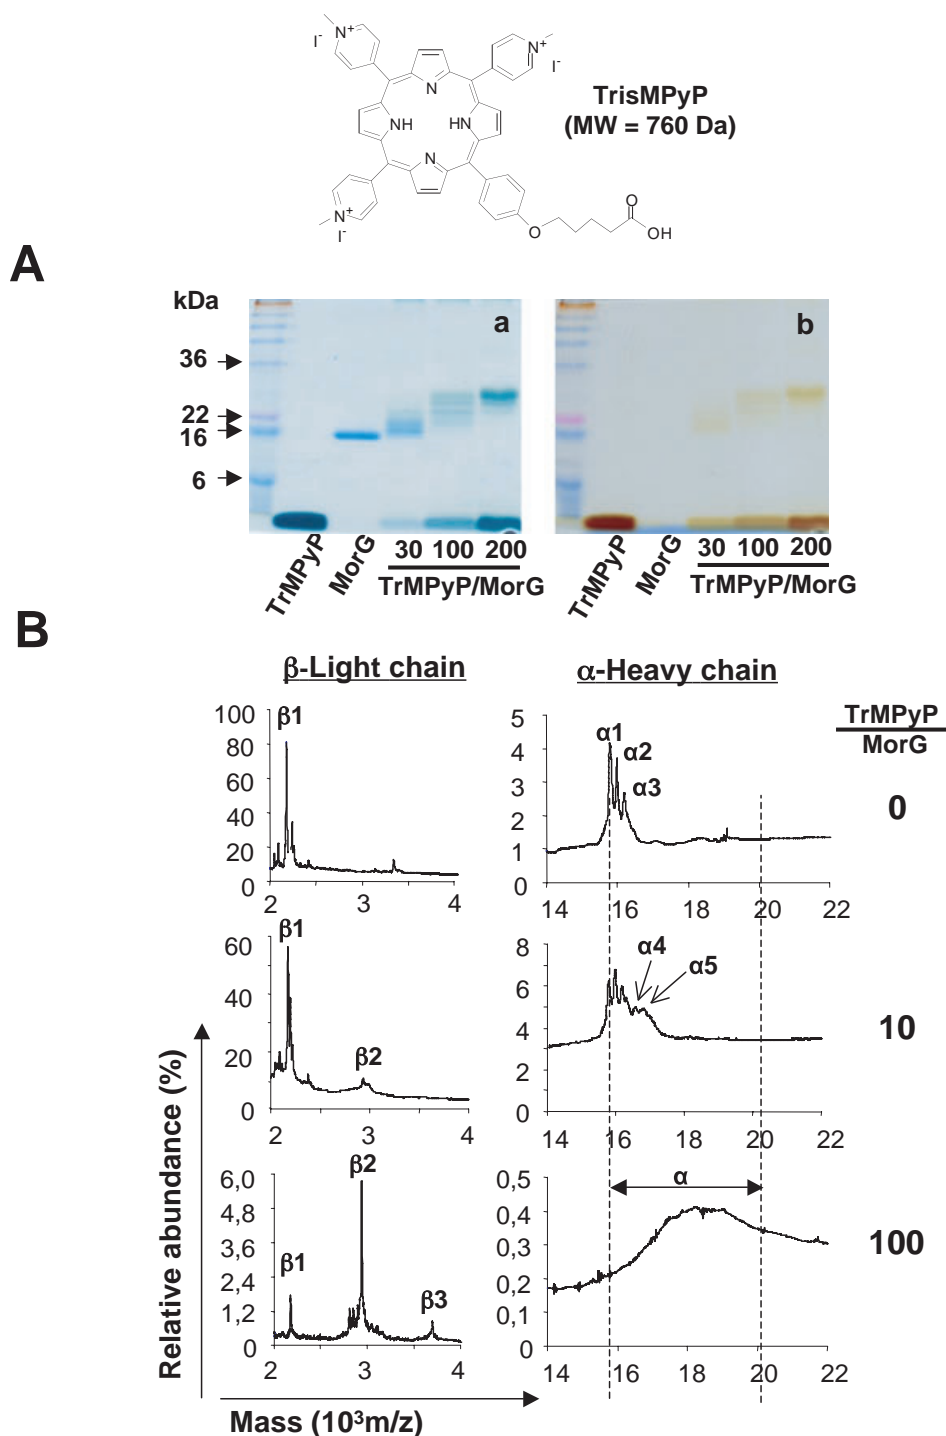 N+
I-
N+
I-
N
NH
HN
N
N+
I-
O
O
OH
TrisMPyP
(MW = 760 Da)
A
kDa
36
22
16
6
a
b
TrMPyP
MorG
30 100 200
TrMPyP/MorG
TrMPyP
MorG
30 100 200
TrMPyP/MorG
B
β-Light chain
α-Heavy chain
TrMPyP
MorG
100
80
60
40
20
0
β1
2 3 4
5
4
3
2
1
0
α1
α2
α3
14 16 18 20 22
0
60
40
20
0
β1
β2
2 3 4
8
6
4
2
0
α4
α5
14 16 18 20 22
10
6,0
4,8
3,6
2,4
1,2
0
β1
β2
β3
2 3 4
0,5
0,4
0,3
0,2
0,1
0
α
14 16 18 20 22
100
Relative abundance (%)
Mass (10³m/z)